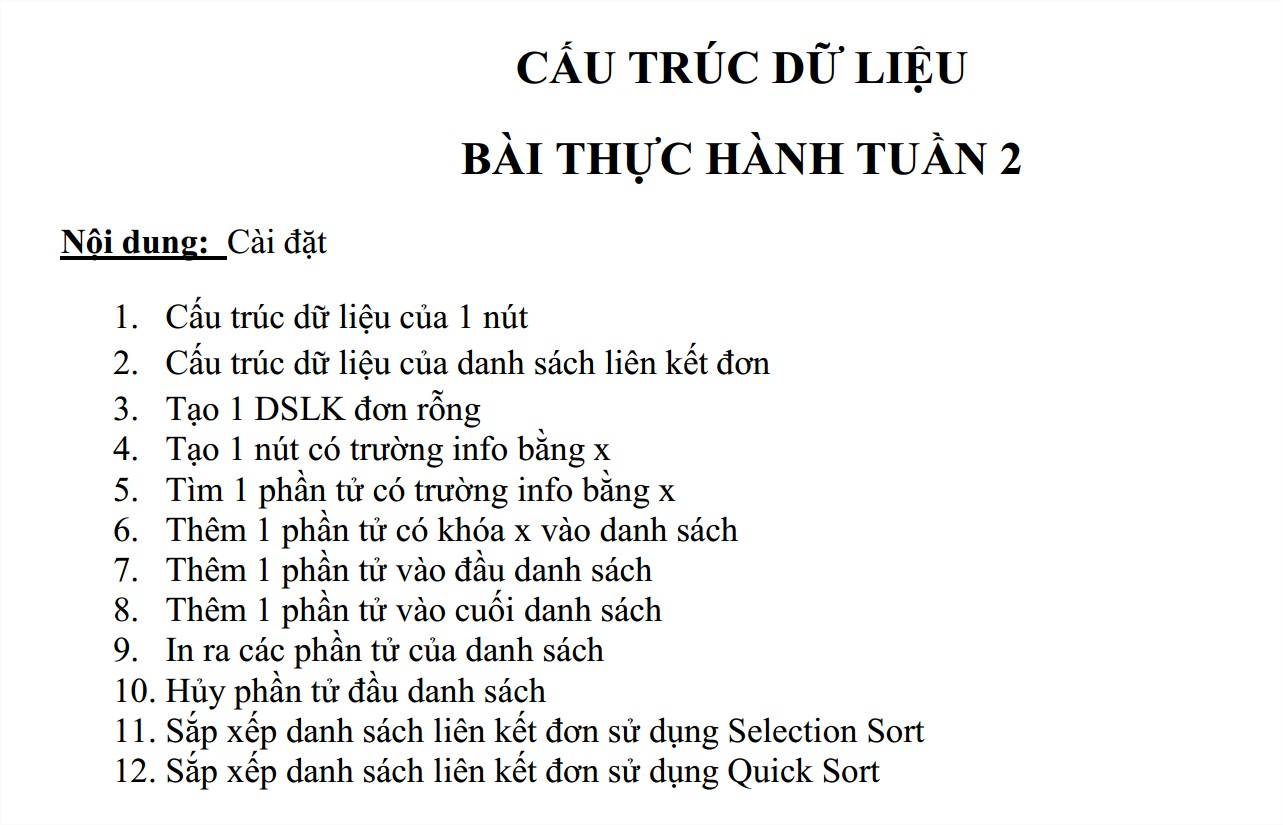 CẤU TRÚC DỮ LIỆU
BÀI THỰC HÀNH TUẦN 2
Nội dung: Cài đặt
1. Cấu trúc dữ liệu của 1 nút
2. Cấu trúc dữ liệu của danh sách liên kết đơn
3. Tạo 1 DSLK đơn rỗng
4. Tạo 1 nút có trường info bằng x
5. Tìm 1 phần tử có trường info bằng x
6. Thêm 1 phần tử có khóa x vào danh sách
7. Thêm 1 phần tử vào đầu danh sách
8. Thêm 1 phần tử vào cuối danh sách
9. In ra các phần tử của danh sách
10. Hủy phần tử đầu danh sách
11. Sắp xếp danh sách liên kết đơn sử dụng Selection Sort
12. Sắp xếp danh sách liên kết đơn sử dụng Quick Sort